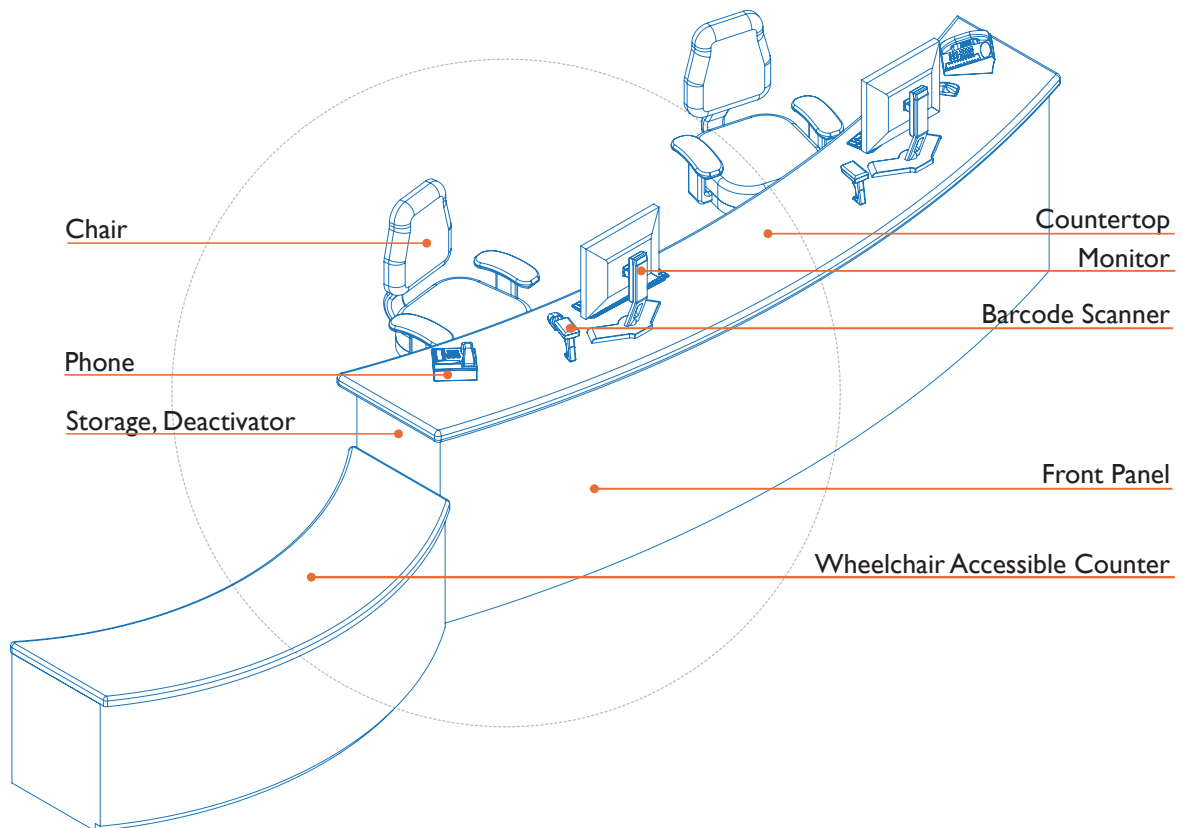 Chair
Phone
Storage, Deactivator
Countertop
Monitor
Barcode Scanner
Front Panel
Wheelchair Accessible Counter